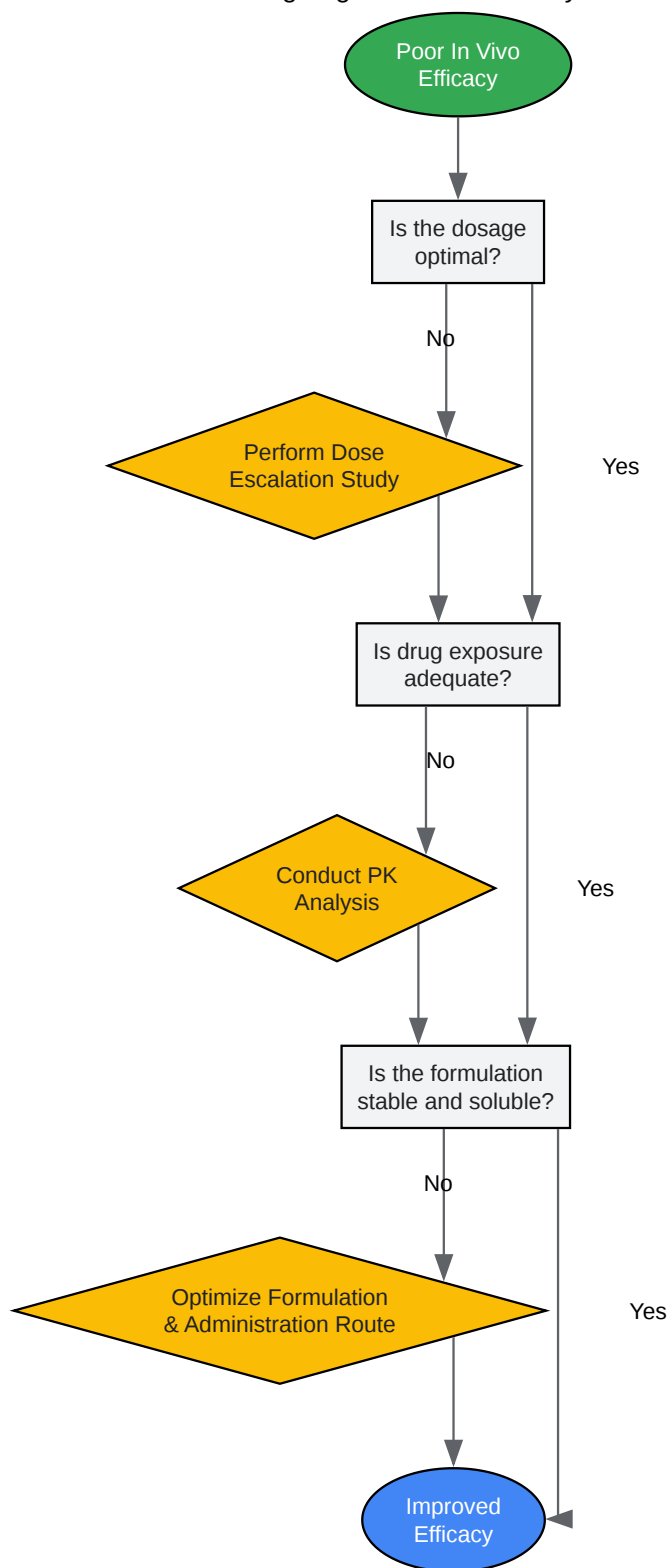 Poor In Vivo
Efficacy
Is the dosage
optimal?
No
Perform Dose
Escalation Study
Yes
Is drug exposure
adequate?
No
Conduct PK
Analysis
Yes
Is the formulation
stable and soluble?
No
Optimize Formulation
& Administration Route
Yes
Improved
Efficacy